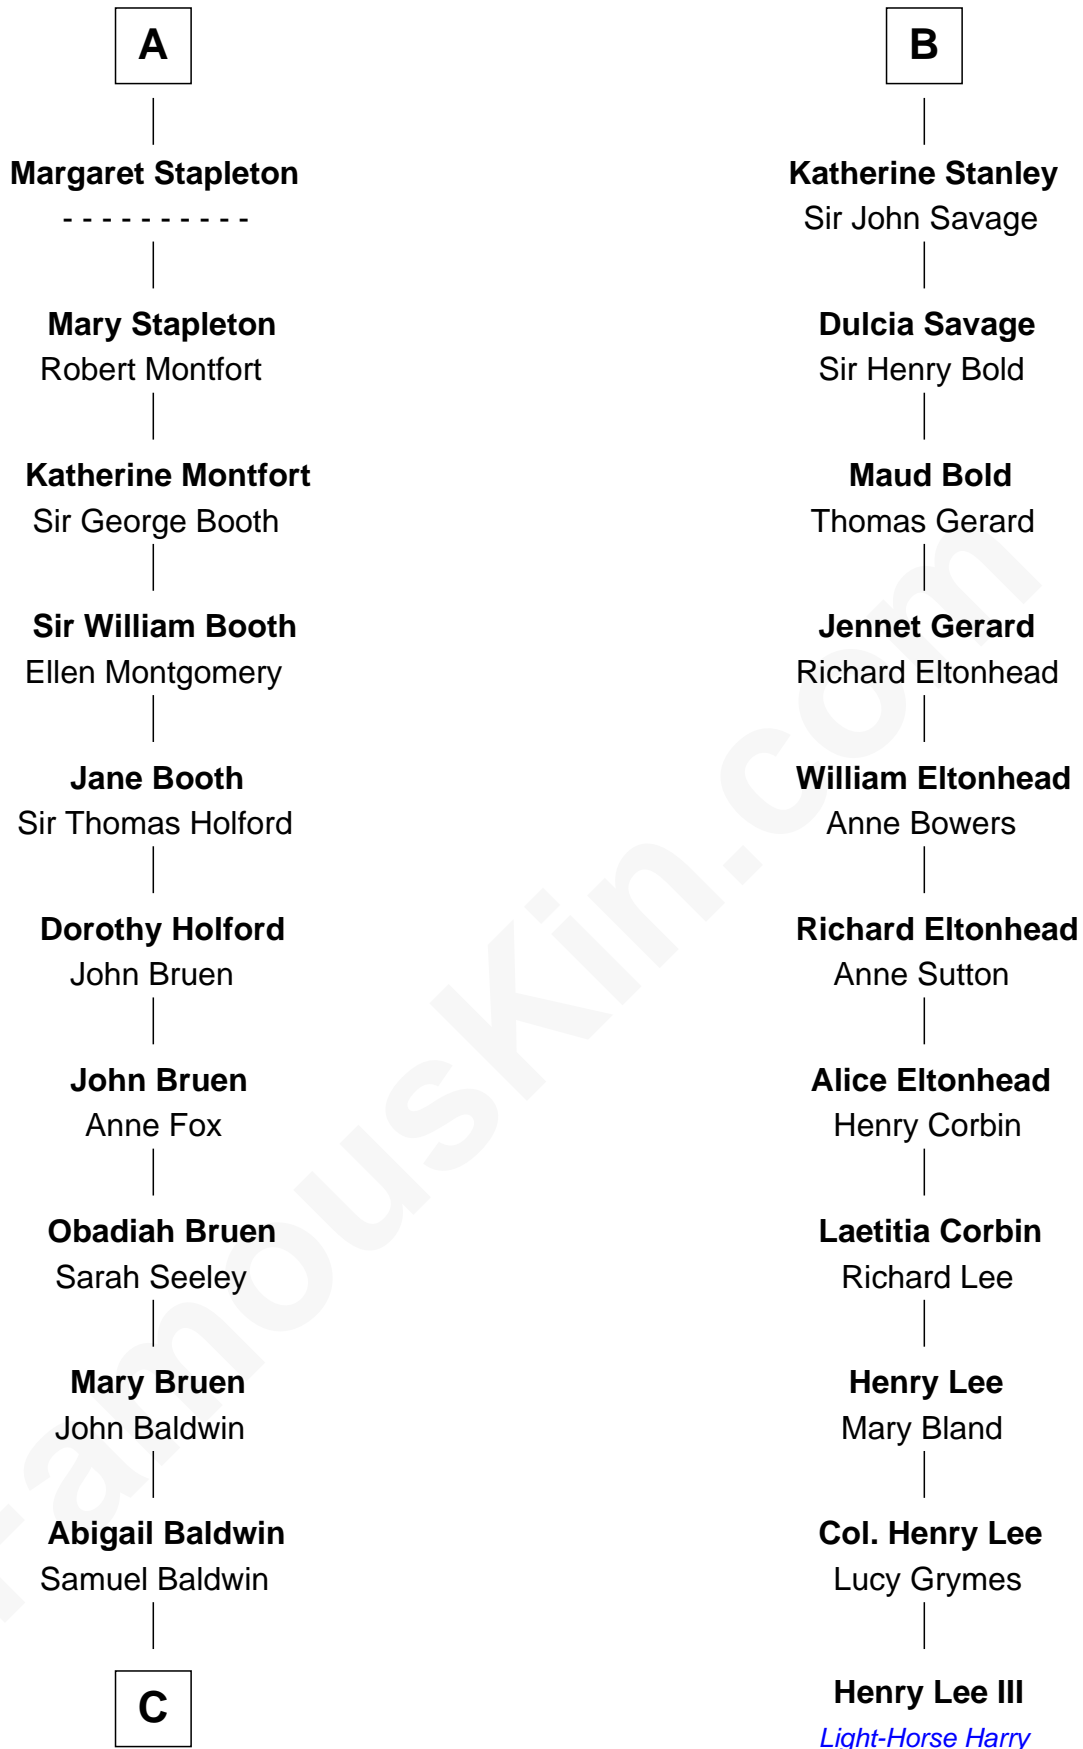 A
Margaret Stapleton
- - - - - - - - - -
Mary Stapleton
Robert Montfort
Katherine Montfort
Sir George Booth
Sir William Booth
Ellen Montgomery
Jane Booth
Sir Thomas Holford
Dorothy Holford
John Bruen
John Bruen
Anne Fox
Obadiah Bruen
Sarah Seeley
Mary Bruen
John Baldwin
Abigail Baldwin
Samuel Baldwin
C
B
Katherine Stanley
Sir John Savage
Dulcia Savage
Sir Henry Bold
Maud Bold
Thomas Gerard
Jennet Gerard
Richard Eltonhead
William Eltonhead
Anne Bowers
Richard Eltonhead
Anne Sutton
Alice Eltonhead
Henry Corbin
Laetitia Corbin
Richard Lee
Henry Lee
Mary Bland
Col. Henry Lee
Lucy Grymes
Henry Lee III
Light-Horse Harry
FamousKin.com